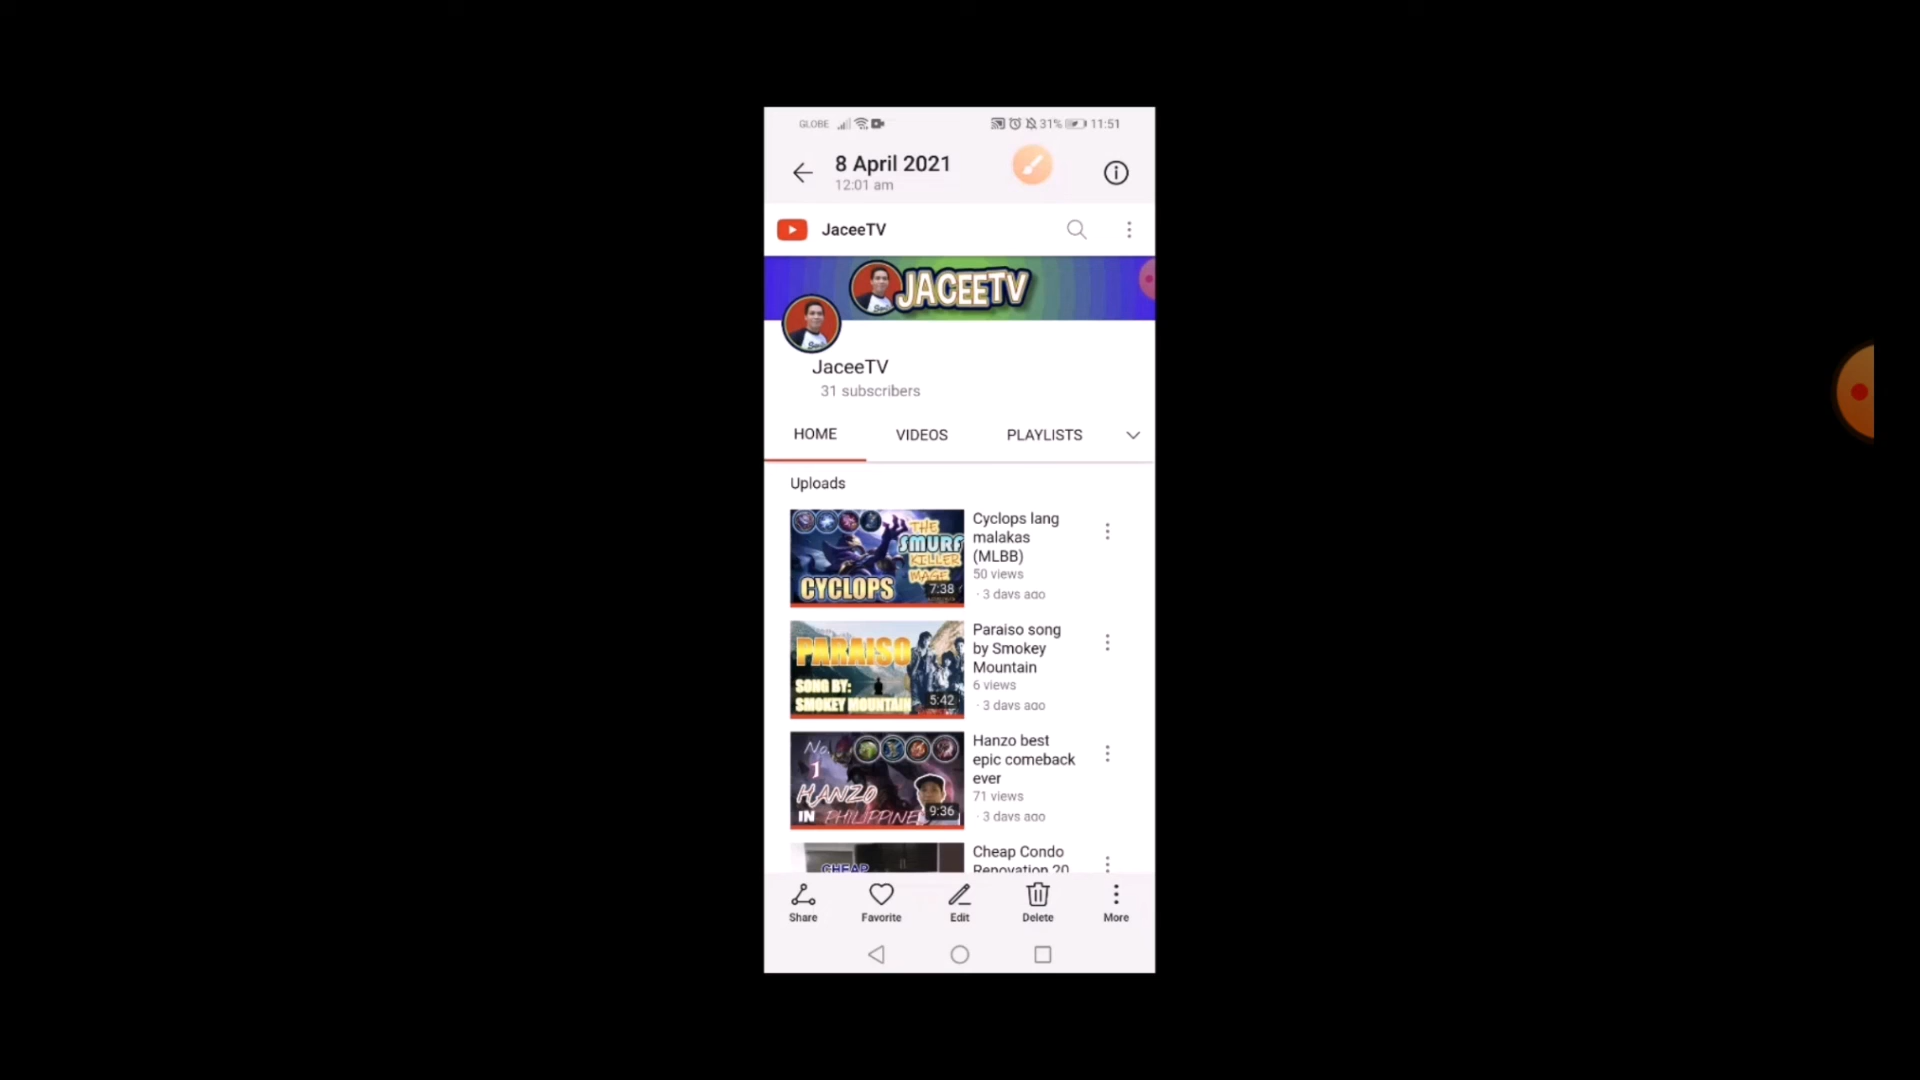 GLOBE 31% 11:51
8 April 2021
12:01 am
JaceeTV
JACEETV
JaceeTV
31 subscribers
HOME VIDEOS PLAYLISTS
Uploads
THE
SMURF
KILLER
MAGE
CYCLOPS
7:38
Cyclops lang
malakas
(MLBB)
50 views
· 3 days ago
PARAISO
SONG BY:
SMOKEY MOUNTAIN
5:42
Paraiso song
by Smokey
Mountain
6 views
· 3 days ago
No.
1
HANZO
IN PHILIPPINE
9:36
Hanzo best
epic comeback
ever
71 views
· 3 days ago
CHEAP
Cheap Condo
Renovation 20
Share Favorite Edit Delete More